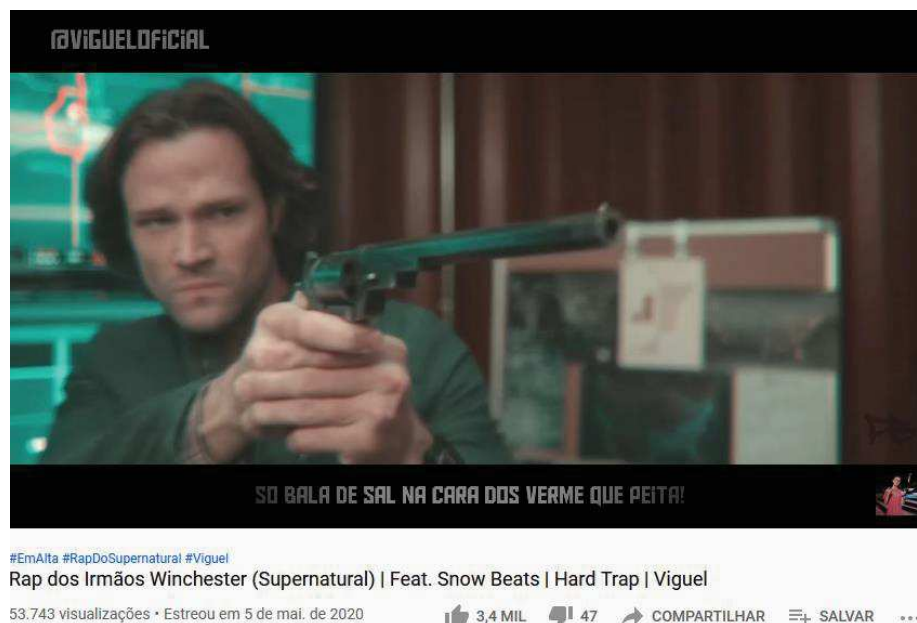 @VIGUELOFICIAL
SO BALA DE SAL NA CARA DOS VERME QUE PEITA!
#EmAlta #RapDoSupernatural #Viguel
Rap dos Irmãos Winchester (Supernatural) | Feat. Snow Beats | Hard Trap | Viguel
53.743 visualizações • Estreou em 5 de mai. de 2020 3,4 MIL 47 COMPARTILHAR SALVAR ...